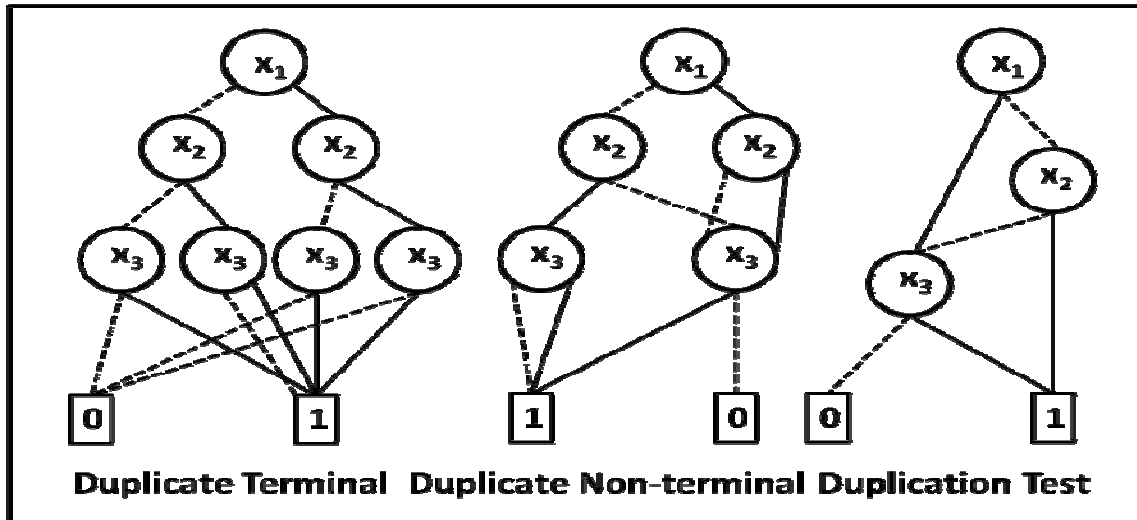 x₁ x₁ x₁
x₂ x₂ x₂ x₂ x₂
x₃ x₃ x₃ x₃ x₃ x₃ x₃
0 1 1 0 0 1
Duplicate Terminal Duplicate Non-terminal Duplication Test